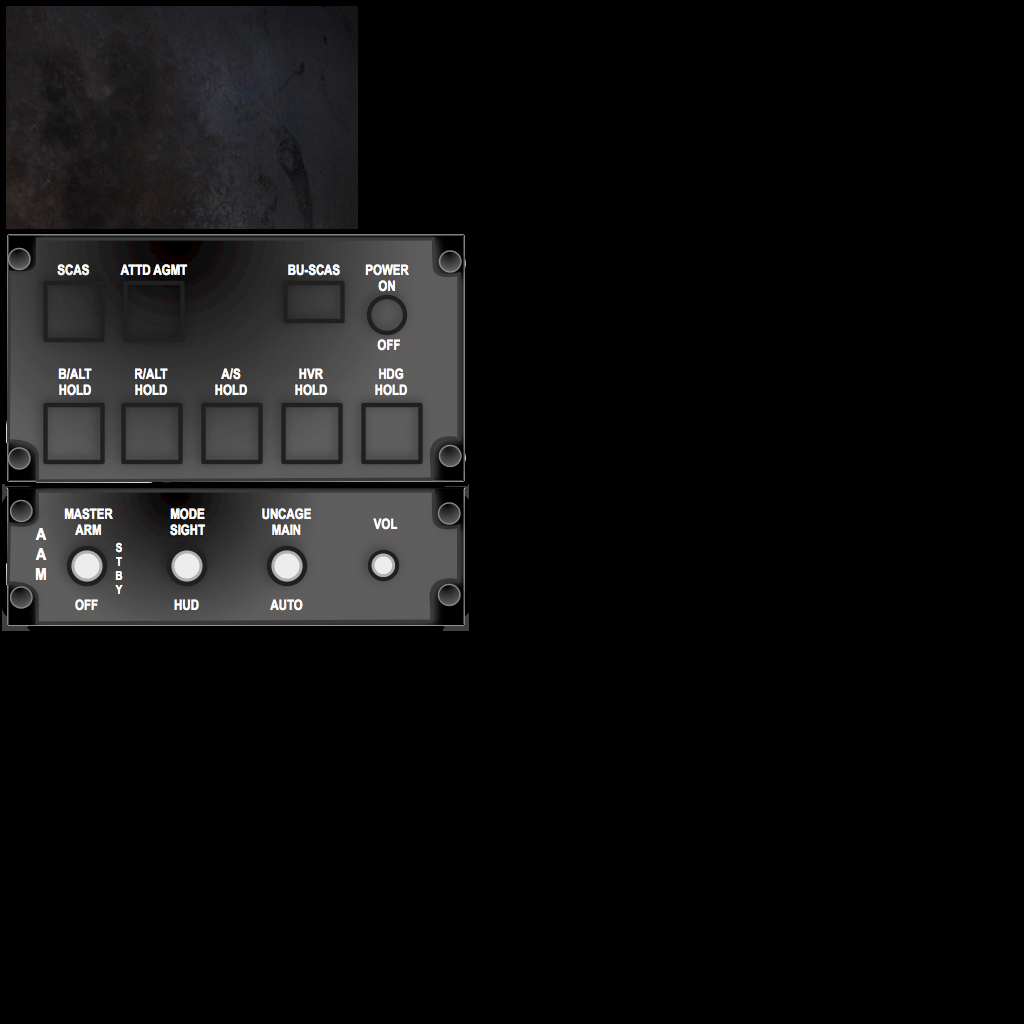 SCAS ATTD AGMT BU-SCAS POWER
ON
OFF
B/ALT R/ALT A/S HVR HDG
HOLD HOLD HOLD HOLD HOLD
MASTER MODE UNCAGE
ARM SIGHT MAIN VOL
A
A
M
S
T
B
Y
OFF HUD AUTO